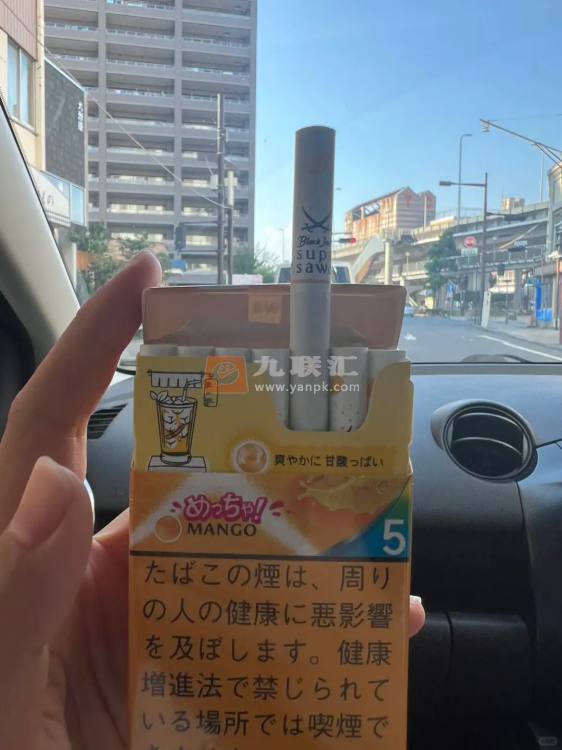 Black Ja
sup
saw
九联汇
www.yanpk.com
爽やかに 甘酸っぱい
めっちゃ!
MANGO
5
たばこの煙は、周り
の人の健康に悪影響
を及ぼします。健康
増進法で禁じられて
いる場所では喫煙で